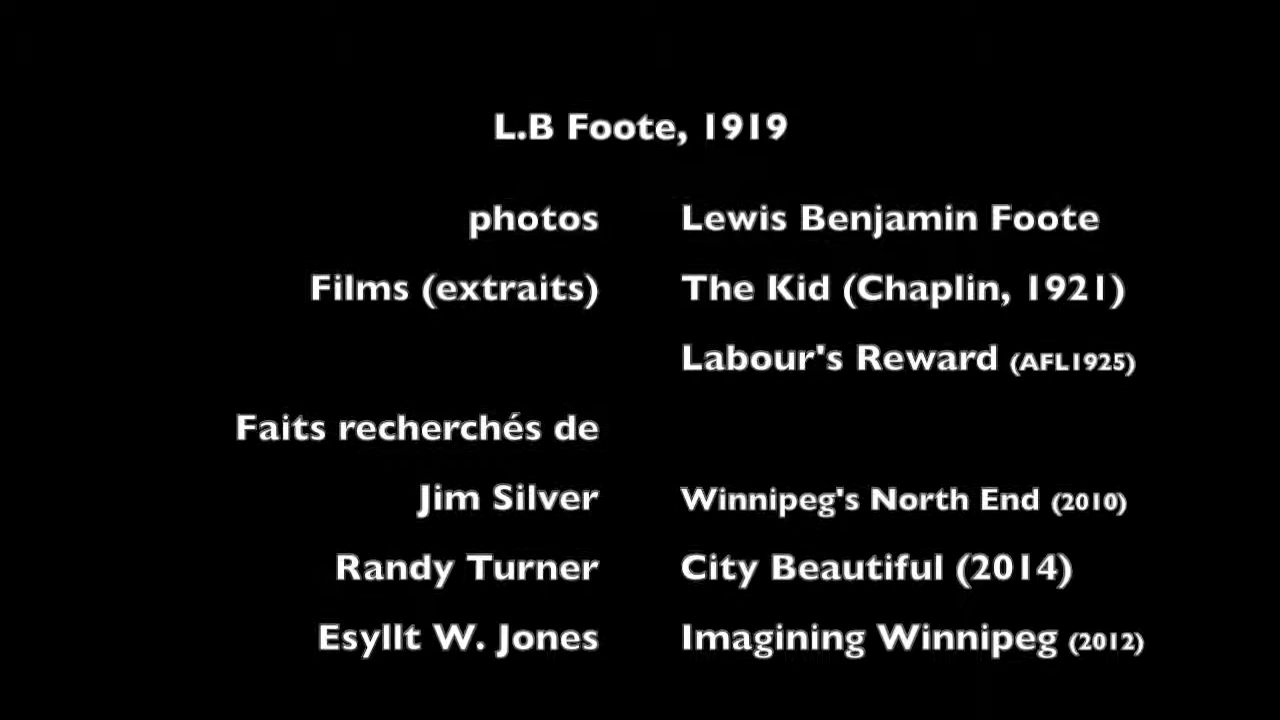 L.B Foote, 1919
photos Lewis Benjamin Foote
Films (extraits) The Kid (Chaplin, 1921)
Labour's Reward (AFL1925)
Faits recherchés de
Jim Silver Winnipeg's North End (2010)
Randy Turner City Beautiful (2014)
Esyllt W. Jones Imagining Winnipeg (2012)